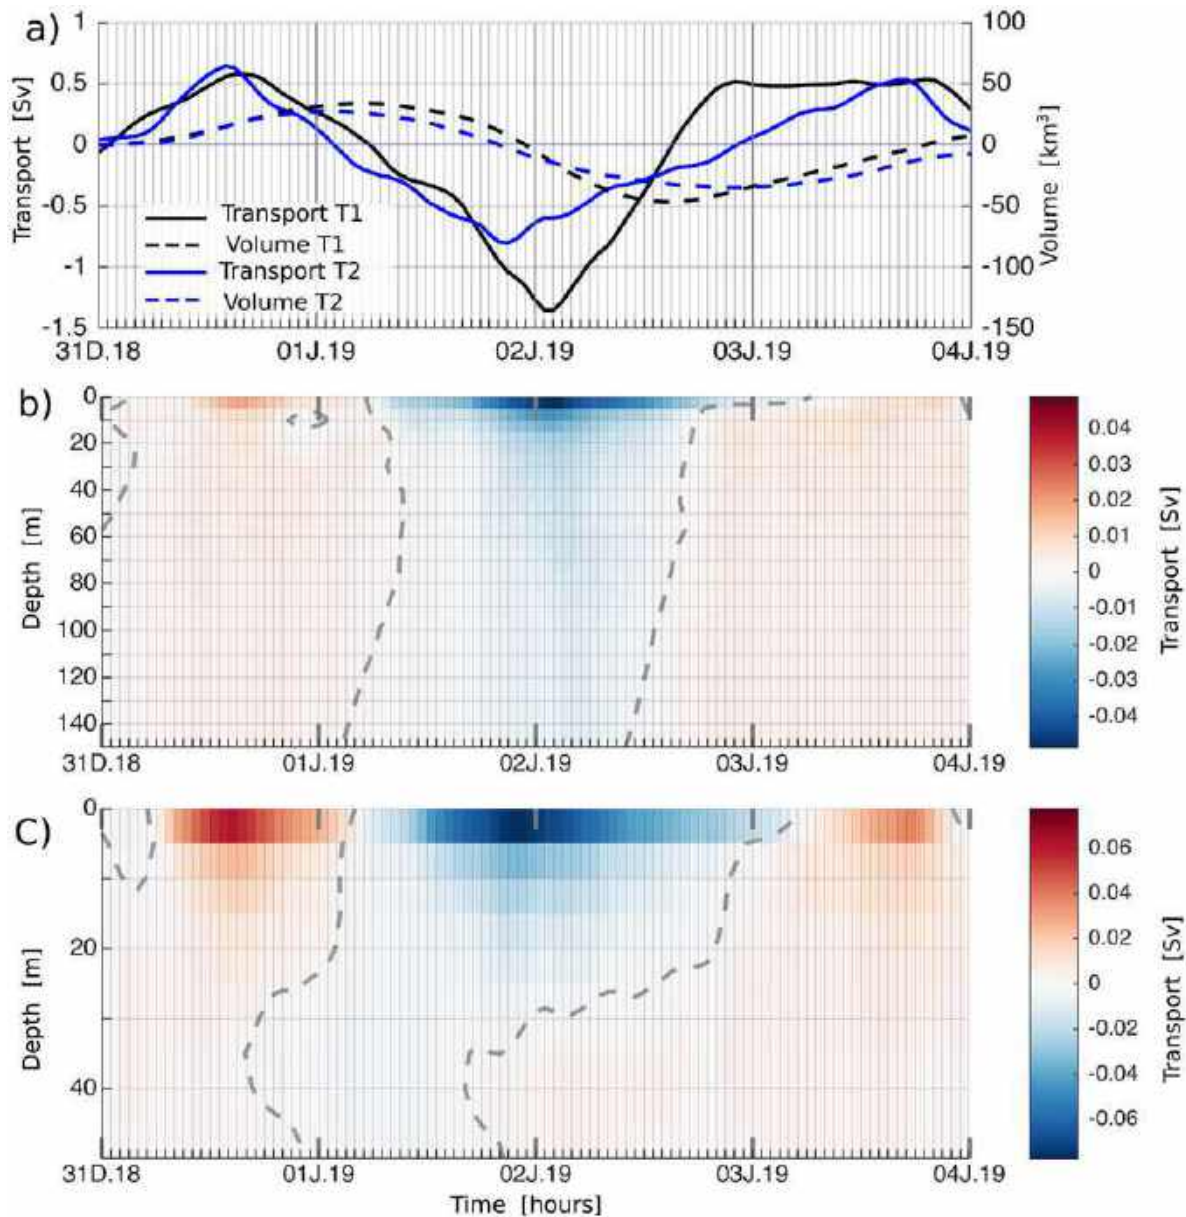 a)
1
0.5
0
-0.5
-1
-1.5
Transport [Sv]
100
50
0
-50
-100
-150
Volume [km³]
Transport T1
Volume T1
Transport T2
Volume T2
31D.18 01J.19 02J.19 03J.19 04J.19
b)
0
20
40
60
80
100
120
140
Depth [m]
31D.18 01J.19 02J.19 03J.19 04J.19
0.04
0.03
0.02
0.01
0
-0.01
-0.02
-0.03
-0.04
Transport [Sv]
C)
0
20
40
Depth [m]
31D.18 01J.19 02J.19 03J.19 04J.19
Time [hours]
0.06
0.04
0.02
0
-0.02
-0.04
-0.06
Transport [Sv]